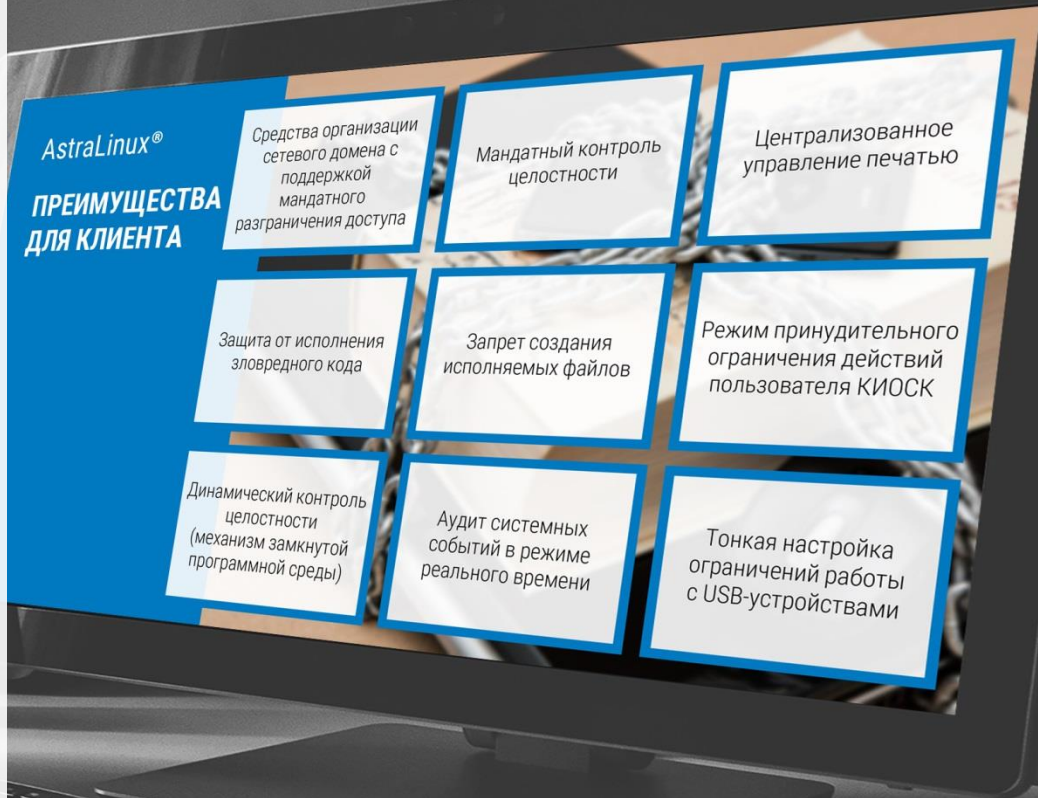 AstraLinux®
ПРЕИМУЩЕСТВА
ДЛЯ КЛИЕНТА
Средства организации
сетевого домена с
поддержкой
мандатного
разграничения доступа
Мандатный контроль
целостности
Централизованное
управление печатью
Защита от исполнения
зловредного кода
Запрет создания
исполняемых файлов
Режим принудительного
ограничения действий
пользователя КИОСК
Динамический контроль
целостности
(механизм замкнутой
программной среды)
Аудит системных
событий в режиме
реального времени
Тонкая настройка
ограничений работы
с USB-устройствами